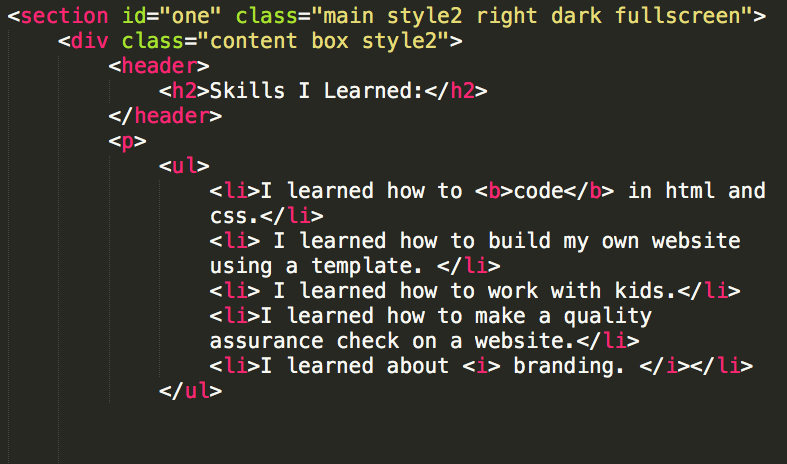 <section id="one" class="main style2 right dark fullscreen">
<div class="content box style2">
<header>
<h2>Skills I Learned:</h2>
</header>
<p>
<ul>
<li>I learned how to <b>code</b> in html and
css.</li>
<li> I learned how to build my own website
using a template. </li>
<li> I learned how to work with kids.</li>
<li>I learned how to make a quality
assurance check on a website.</li>
<li>I learned about <i> branding. </i></li>
</ul>